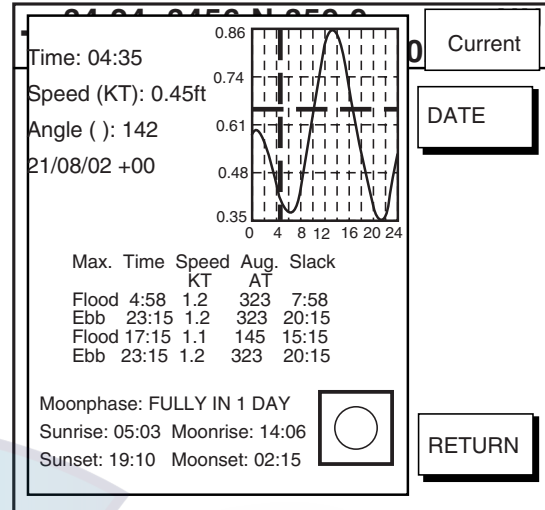 Current
DATE
Time: 04:35
Speed (KT): 0.45ft
Angle ( ): 142
21/08/02 +00
0.86
0.74
0.61
0.48
0.35
0 4 8 12 16 20 24
Max. Time Speed Aug. Slack
KT AT
Flood 4:58 1.2 323 7:58
Ebb 23:15 1.2 323 20:15
Flood 17:15 1.1 145 15:15
Ebb 23:15 1.2 323 20:15
Moonphase: FULLY IN 1 DAY
Sunrise: 05:03 Moonrise: 14:06
Sunset: 19:10 Moonset: 02:15
RETURN